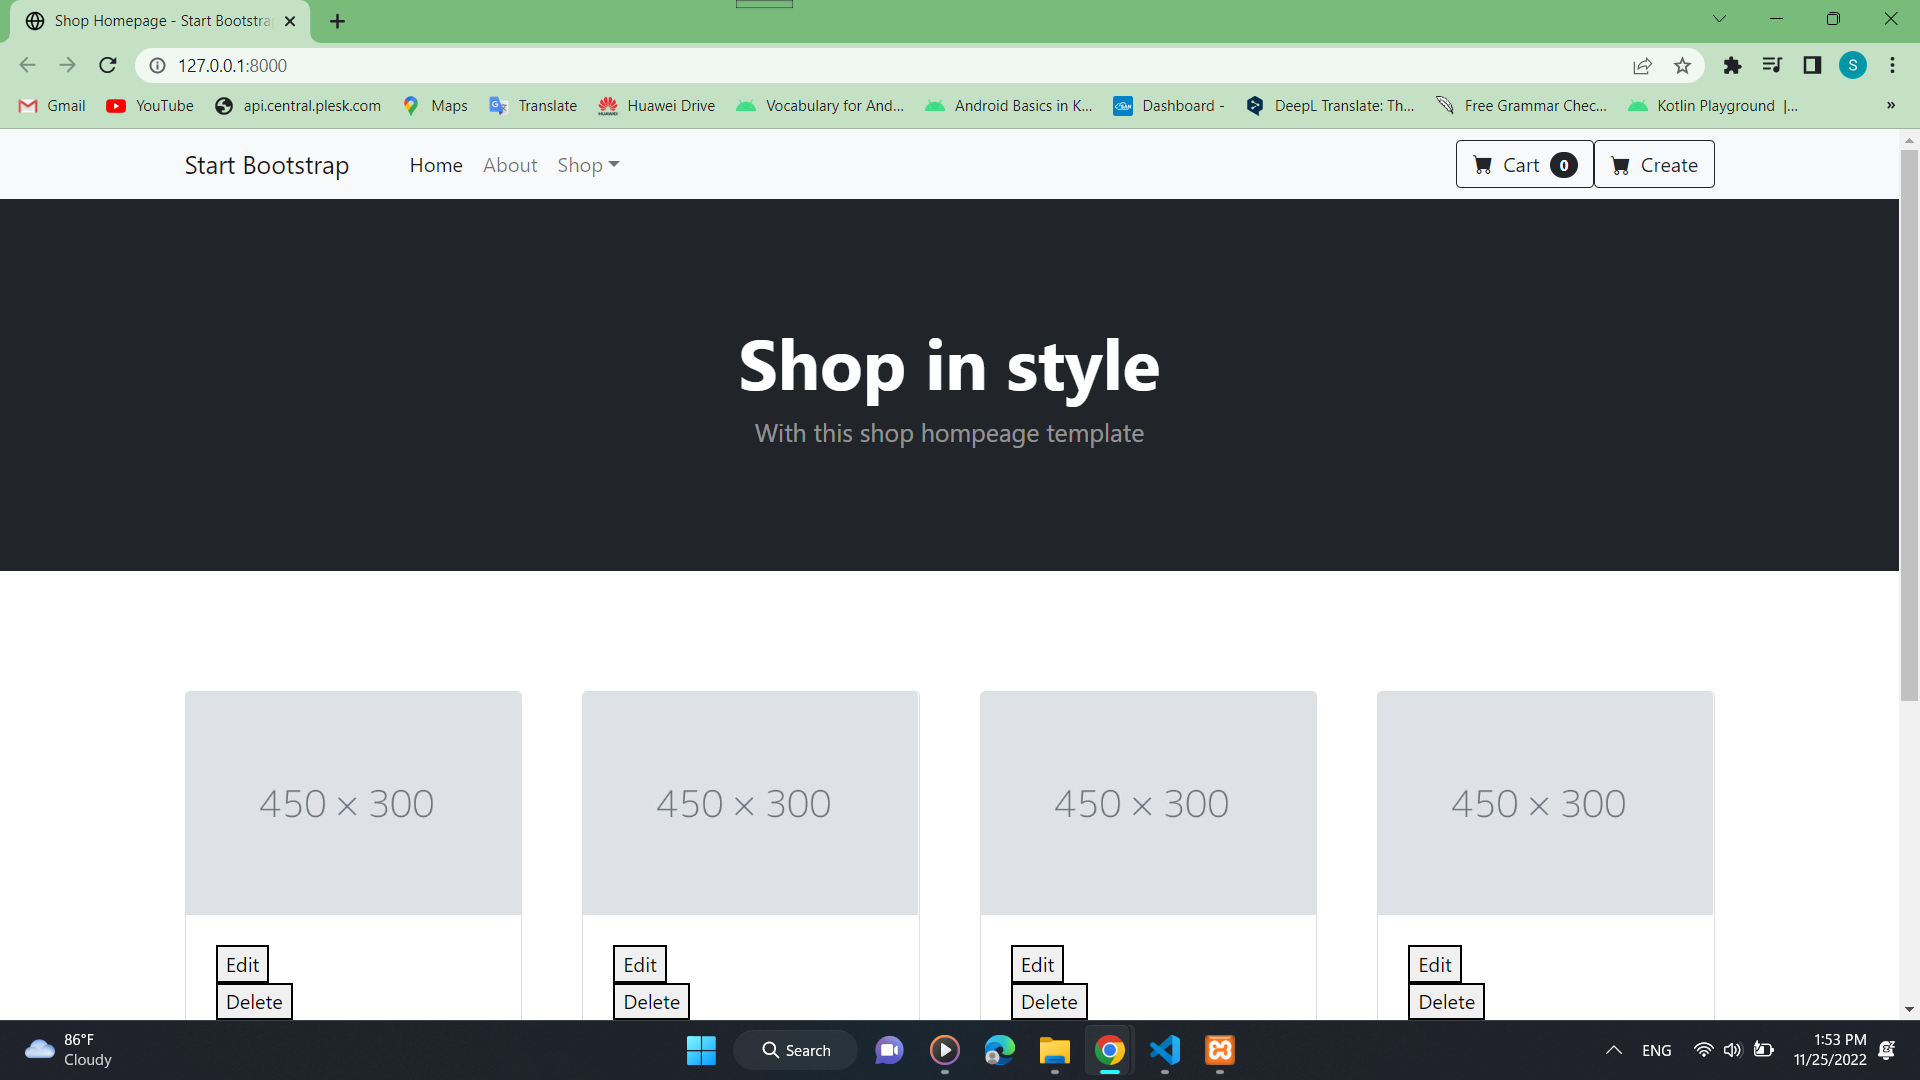 Shop Homepage - Start Bootstra
127.0.0.1:8000
S
Gmail YouTube api.central.plesk.com Maps Translate Huawei Drive Vocabulary for And... Android Basics in K... Dashboard - DeepL Translate: Th... Free Grammar Chec... Kotlin Playground |... »
Start Bootstrap Home About Shop Cart 0 Create
Shop in style
With this shop hompeage template
450 × 300 450 × 300 450 × 300 450 × 300
Edit Edit Edit Edit
Delete Delete Delete Delete
86°F
Cloudy
Search
ENG
1:53 PM
11/25/2022